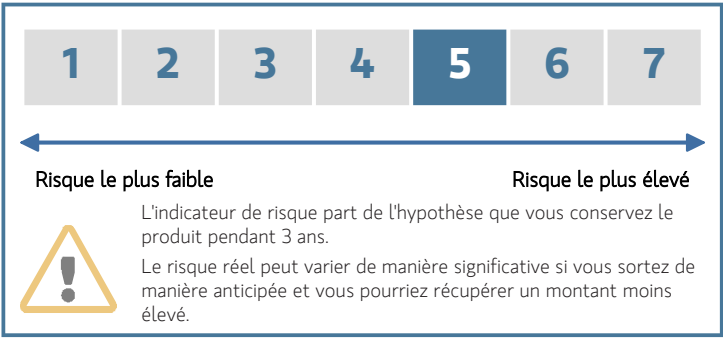 1 2 3 4 5 6 7
Risque le plus faible Risque le plus élevé
L'indicateur de risque part de l'hypothèse que vous conservez le
produit pendant 3 ans.
Le risque réel peut varier de manière significative si vous sortez de
manière anticipée et vous pourriez récupérer un montant moins
élevé.